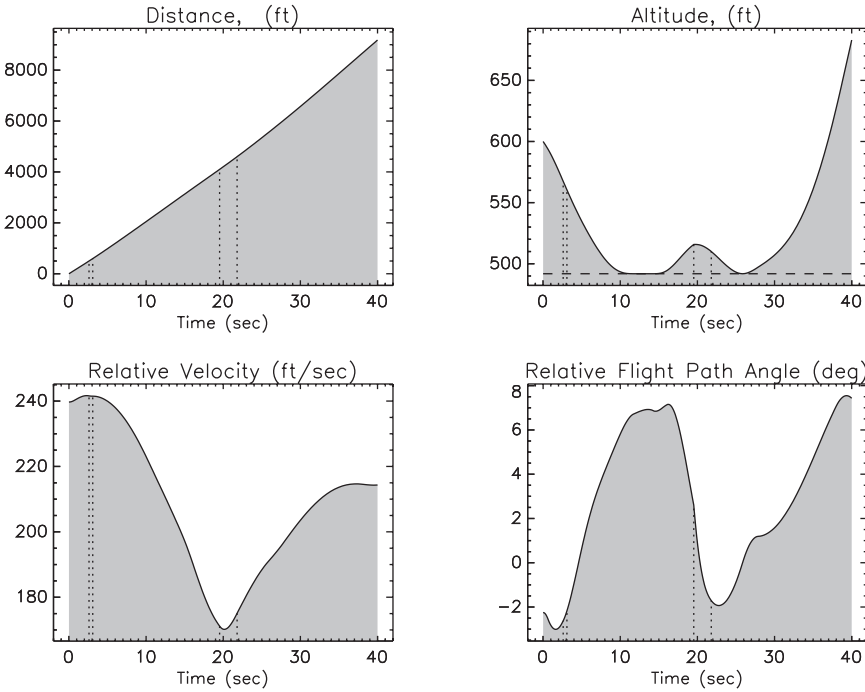 Distance, (ft)
8000
6000
4000
2000
0
0 10 20 30 40
Time (sec)
Altitude, (ft)
650
600
550
500
0 10 20 30 40
Time (sec)
Relative Velocity (ft/sec)
240
220
200
180
0 10 20 30 40
Time (sec)
Relative Flight Path Angle (deg)
8
6
4
2
0
−2
0 10 20 30 40
Time (sec)